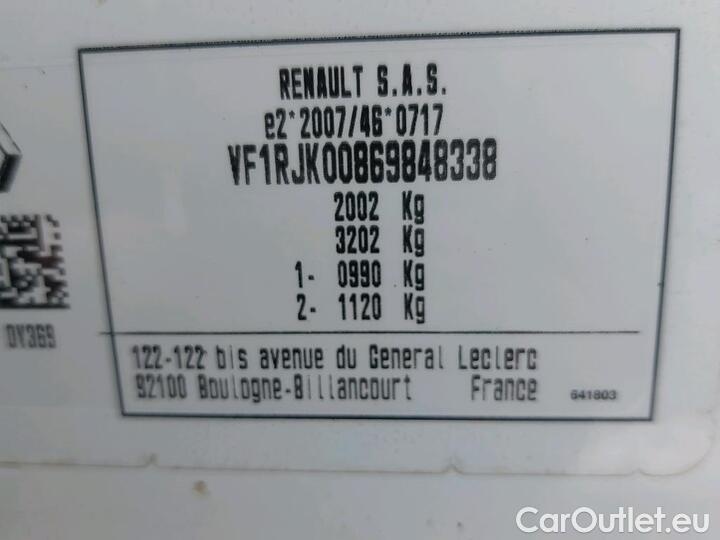 RENAULT S.A.S.
e2*2007/46*0717
VF1RJK00869848338
2002 Kg
3202 Kg
1- 0990 Kg
2- 1120 Kg
DV369
122-122 bis avenue du General Leclerc
92100 Boulogne-Billancourt France
641803
CarOutlet.eu